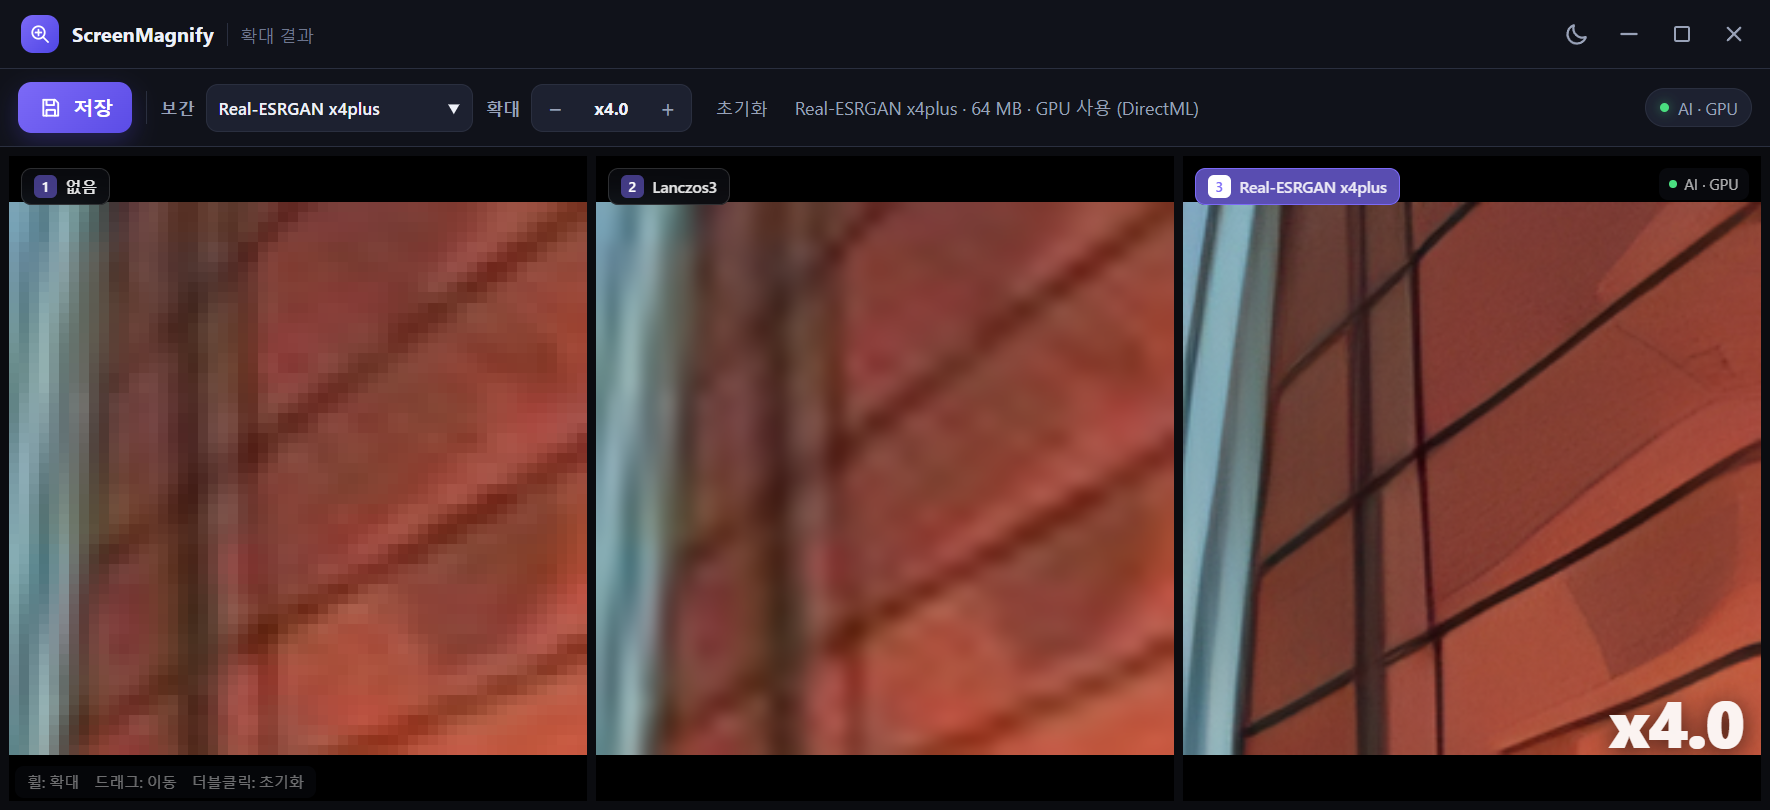 ScreenMagnify 확대 결과
저장 보간 Real-ESRGAN x4plus 확대 − x4.0 + 초기화 Real-ESRGAN x4plus · 64 MB · GPU 사용 (DirectML) AI · GPU
1 없음
2 Lanczos3
3 Real-ESRGAN x4plus
AI · GPU
x4.0
휠: 확대 드래그: 이동 더블클릭: 초기화